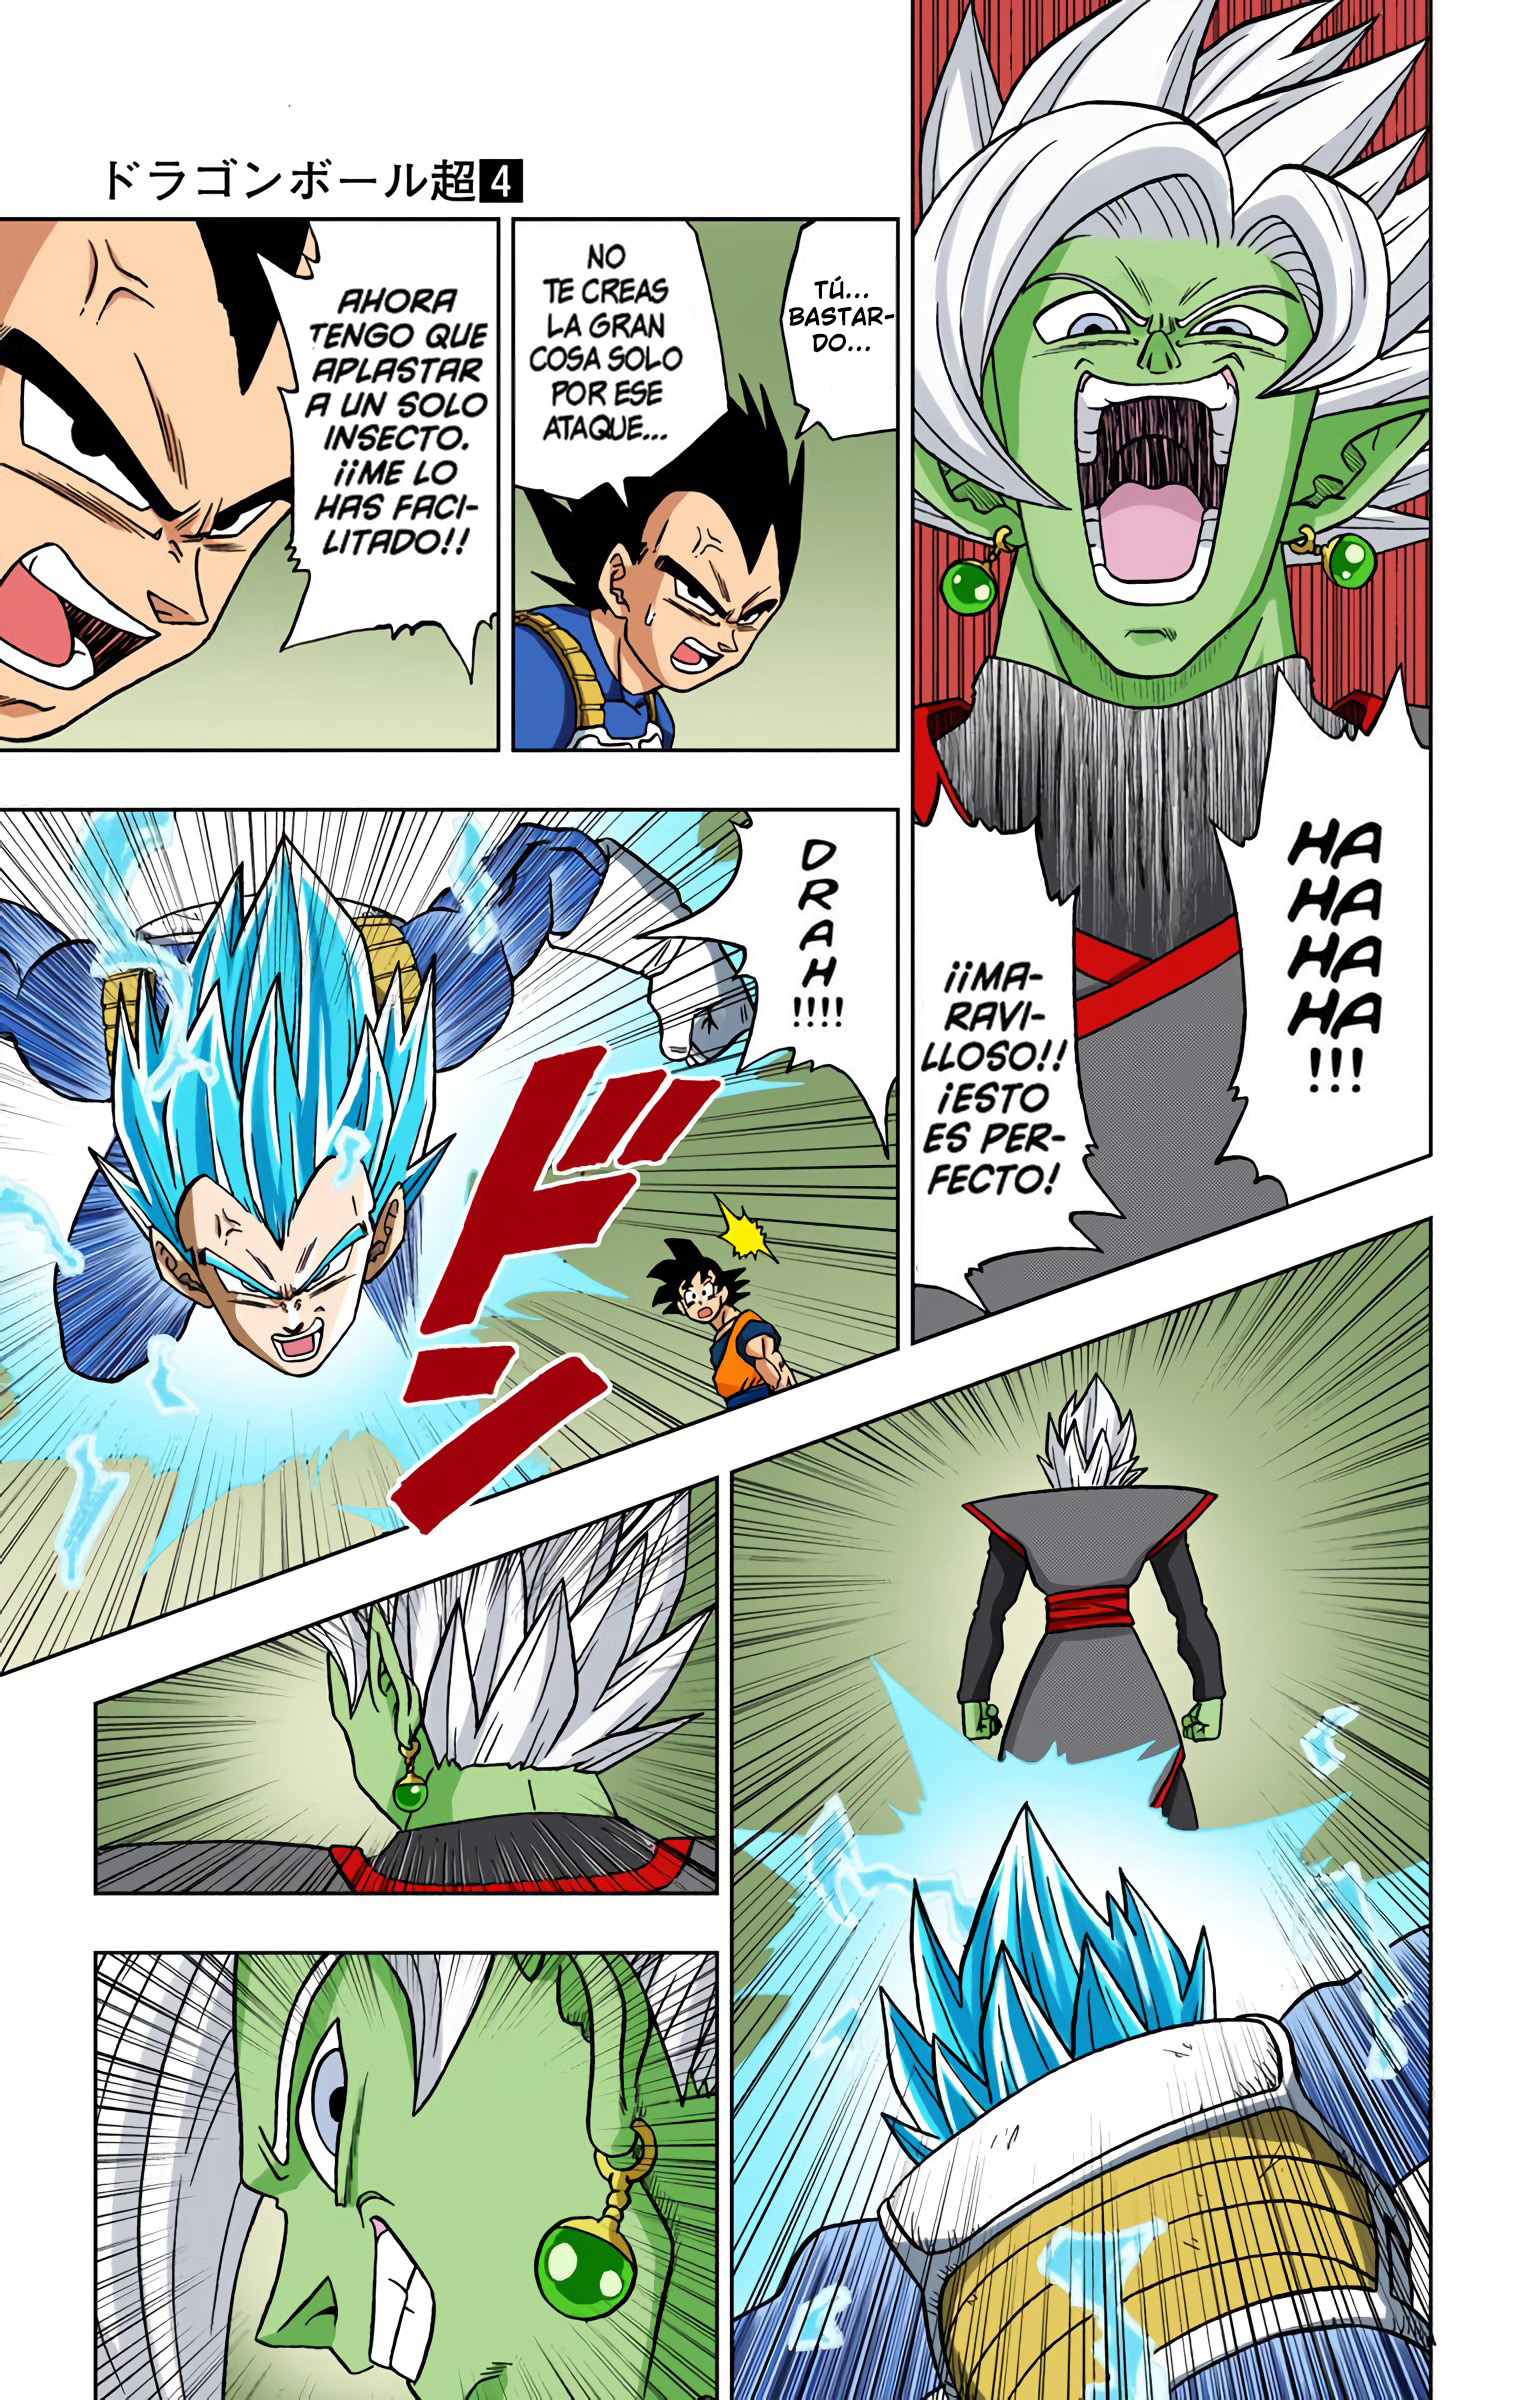 ドラゴンボール超4
HA
HA
HA
HA
!!!
¡¡MA-
RAVI-
LLOSO!!
¡ESTO
ES PER-
FECTO!
TÚ...
BASTAR-
DO...
NO
TE CREAS
LA GRAN
COSA SOLO
POR ESE
ATAQUE...
AHORA
TENGO QUE
APLASTAR
A UN SOLO
INSECTO.
¡¡ME LO
HAS FACI-
LITADO!!
D
R
A
H
!!!!
ドン